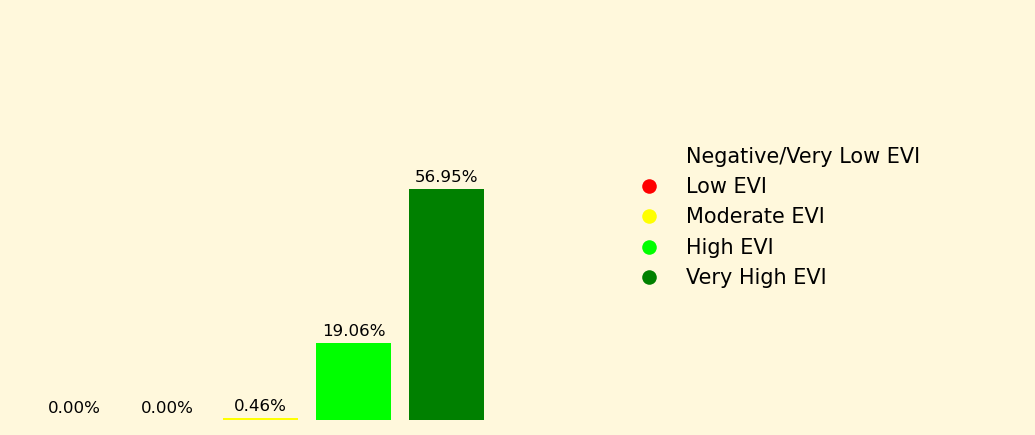 Negative/Very Low EVI
Low EVI
Moderate EVI
High EVI
Very High EVI
56.95%
19.06%
0.46%
0.00%
0.00%